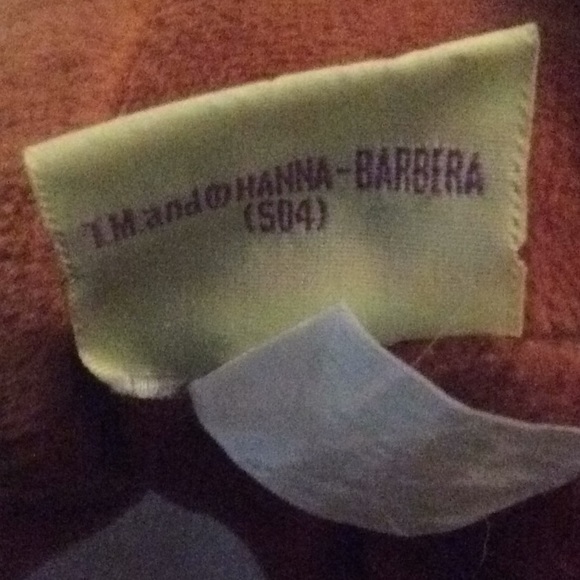 T.M. and © HANNA-BARBERA
(S04)